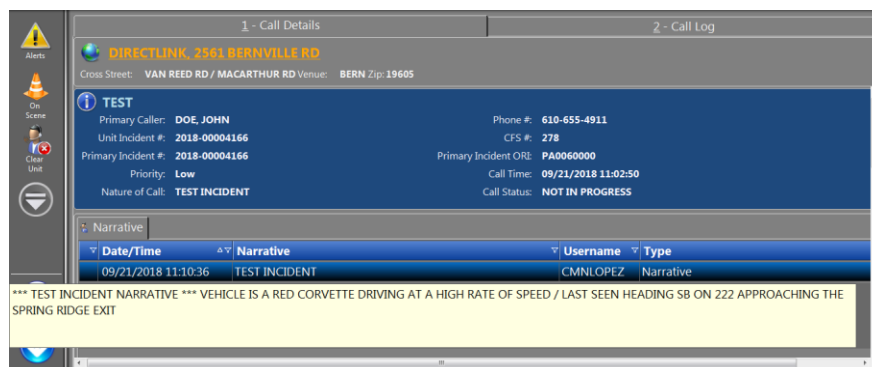 1 - Call Details
2 - Call Log
Alerts
DIRECTLINK, 2561 BERNVILLE RD
Cross Street: VAN REED RD / MACARTHUR RD Venue: BERN Zip: 19605
On
Scene
TEST
Primary Caller: DOE, JOHN
Phone #: 610-655-4911
Unit Incident #: 2018-00004166
CFS #: 278
Clear
Unit
Primary Incident #: 2018-00004166
Primary Incident ORI: PA0060000
Priority: Low
Call Time: 09/21/2018 11:02:50
Nature of Call: TEST INCIDENT
Call Status: NOT IN PROGRESS
Narrative
Date/Time Narrative Username Type
09/21/2018 11:10:36 TEST INCIDENT CMNLOPEZ Narrative
*** TEST INCIDENT NARRATIVE *** VEHICLE IS A RED CORVETTE DRIVING AT A HIGH RATE OF SPEED / LAST SEEN HEADING SB ON 222 APPROACHING THE
SPRING RIDGE EXIT